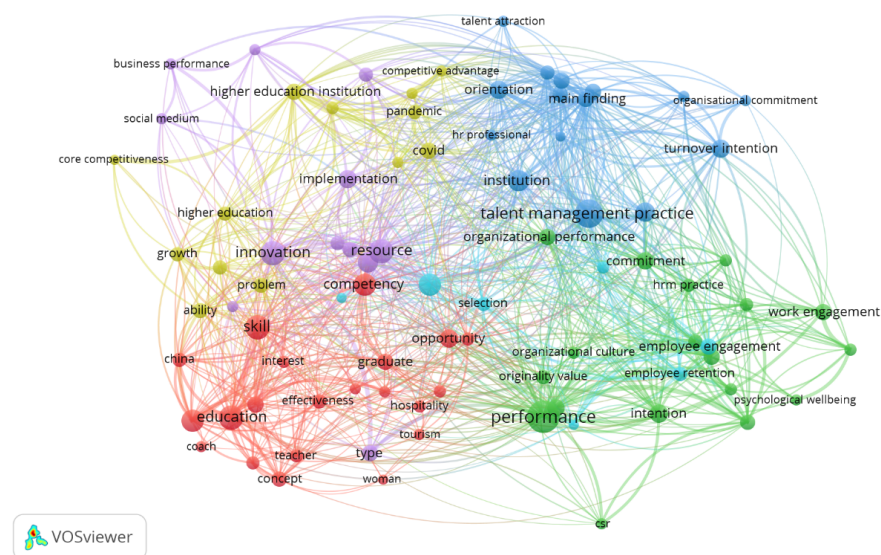 talent attraction
business performance
competitive advantage
higher education institution
orientation
main finding
organisational commitment
pandemic
social medium
hr professional
turnover intention
covid
core competitiveness
implementation
institution
higher education
talent management practice
organizational performance
innovation
resource
growth
commitment
problem
competency
hrm practice
ability
selection
work engagement
skill
opportunity
employee engagement
china
interest
graduate
organizational culture
employee retention
originality value
effectiveness
hospitality
psychological wellbeing
education
performance
intention
tourism
coach
teacher
type
concept
woman
csr
VOSviewer